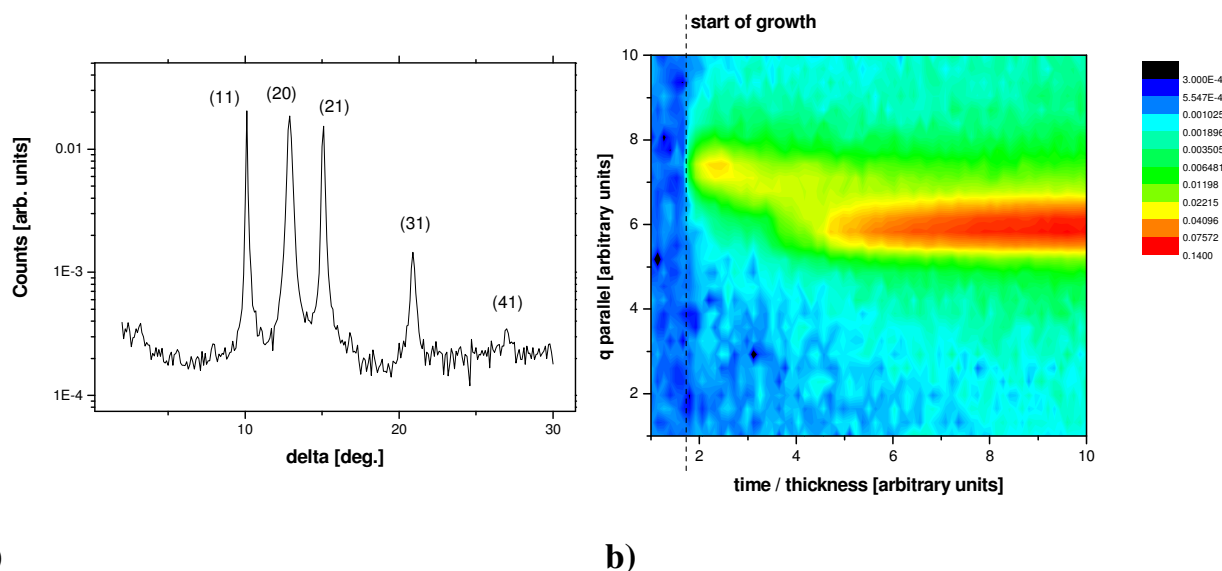 start of growth
(11)
(20)
(21)
(31)
(41)
0.01
1E-3
1E-4
Counts [arb. units]
10
20
30
delta [deg.]
10
8
6
4
2
q parallel [arbitrary units]
2
4
6
8
10
time / thickness [arbitrary units]
3.000E-4
5.547E-4
0.001025
0.001896
0.003505
0.006481
0.01198
0.02215
0.04096
0.07572
0.1400
)
b)